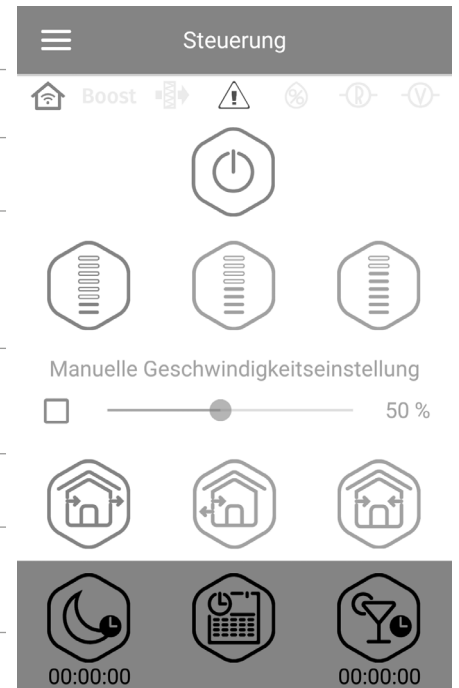 Steuerung
Boost % R V
Manuelle Geschwindigkeitseinstellung
50 %
00:00:00 00:00:00